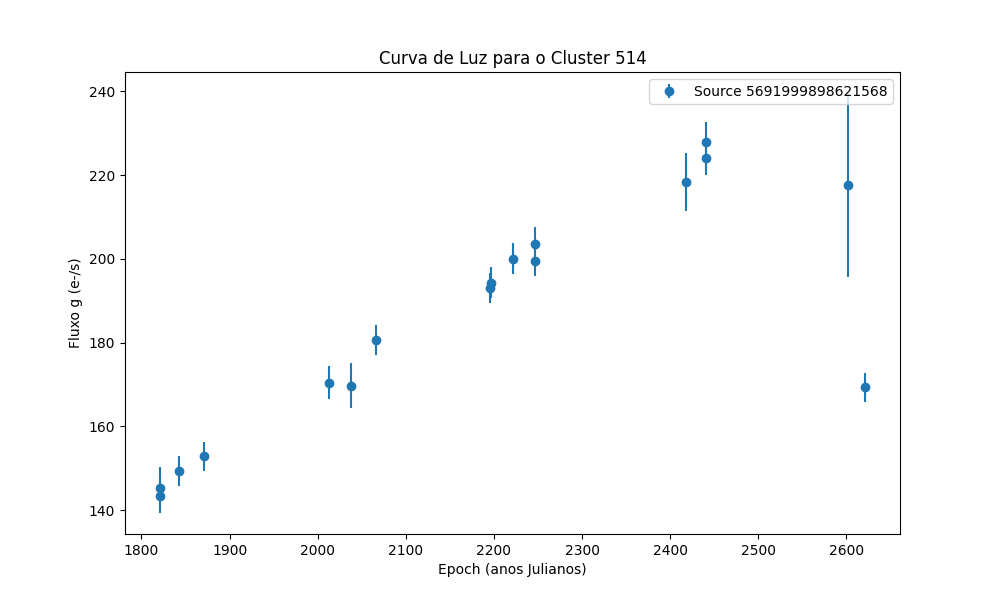 Curva de Luz para o Cluster 514
Source 5691999898621568
240
220
200
180
160
140
Fluxo g (e-/s)
1800 1900 2000 2100 2200 2300 2400 2500 2600
Epoch (anos Julianos)